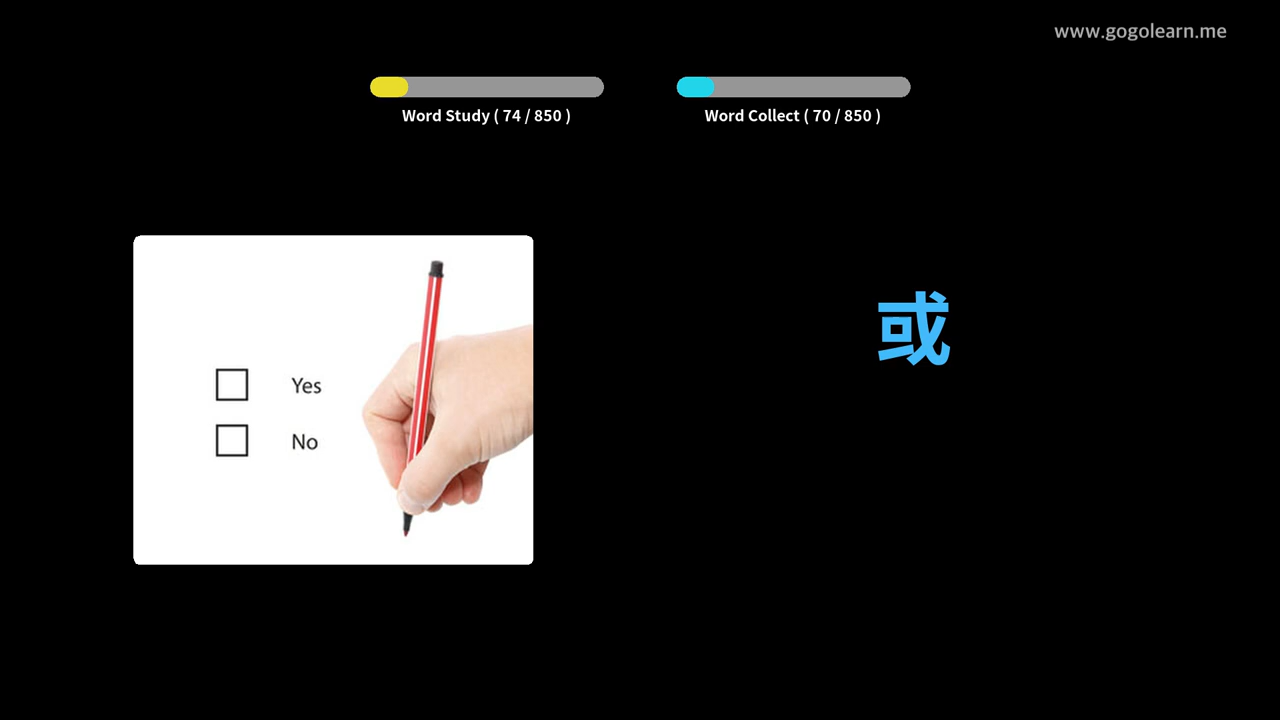 www.gogolearn.me
Word Study ( 74 / 850 )
Word Collect ( 70 / 850 )
或
Yes
No